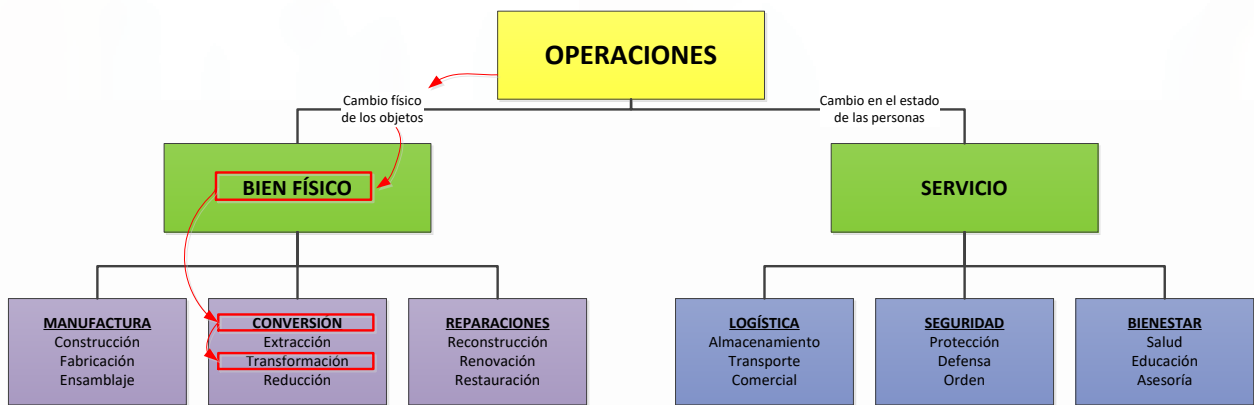 OPERACIONES
Cambio físico
de los objetos
Cambio en el estado
de las personas
BIEN FÍSICO
SERVICIO
MANUFACTURA
Construcción
Fabricación
Ensamblaje
CONVERSIÓN
Extracción
Transformación
Reducción
REPARACIONES
Reconstrucción
Renovación
Restauración
LOGÍSTICA
Almacenamiento
Transporte
Comercial
SEGURIDAD
Protección
Defensa
Orden
BIENESTAR
Salud
Educación
Asesoría